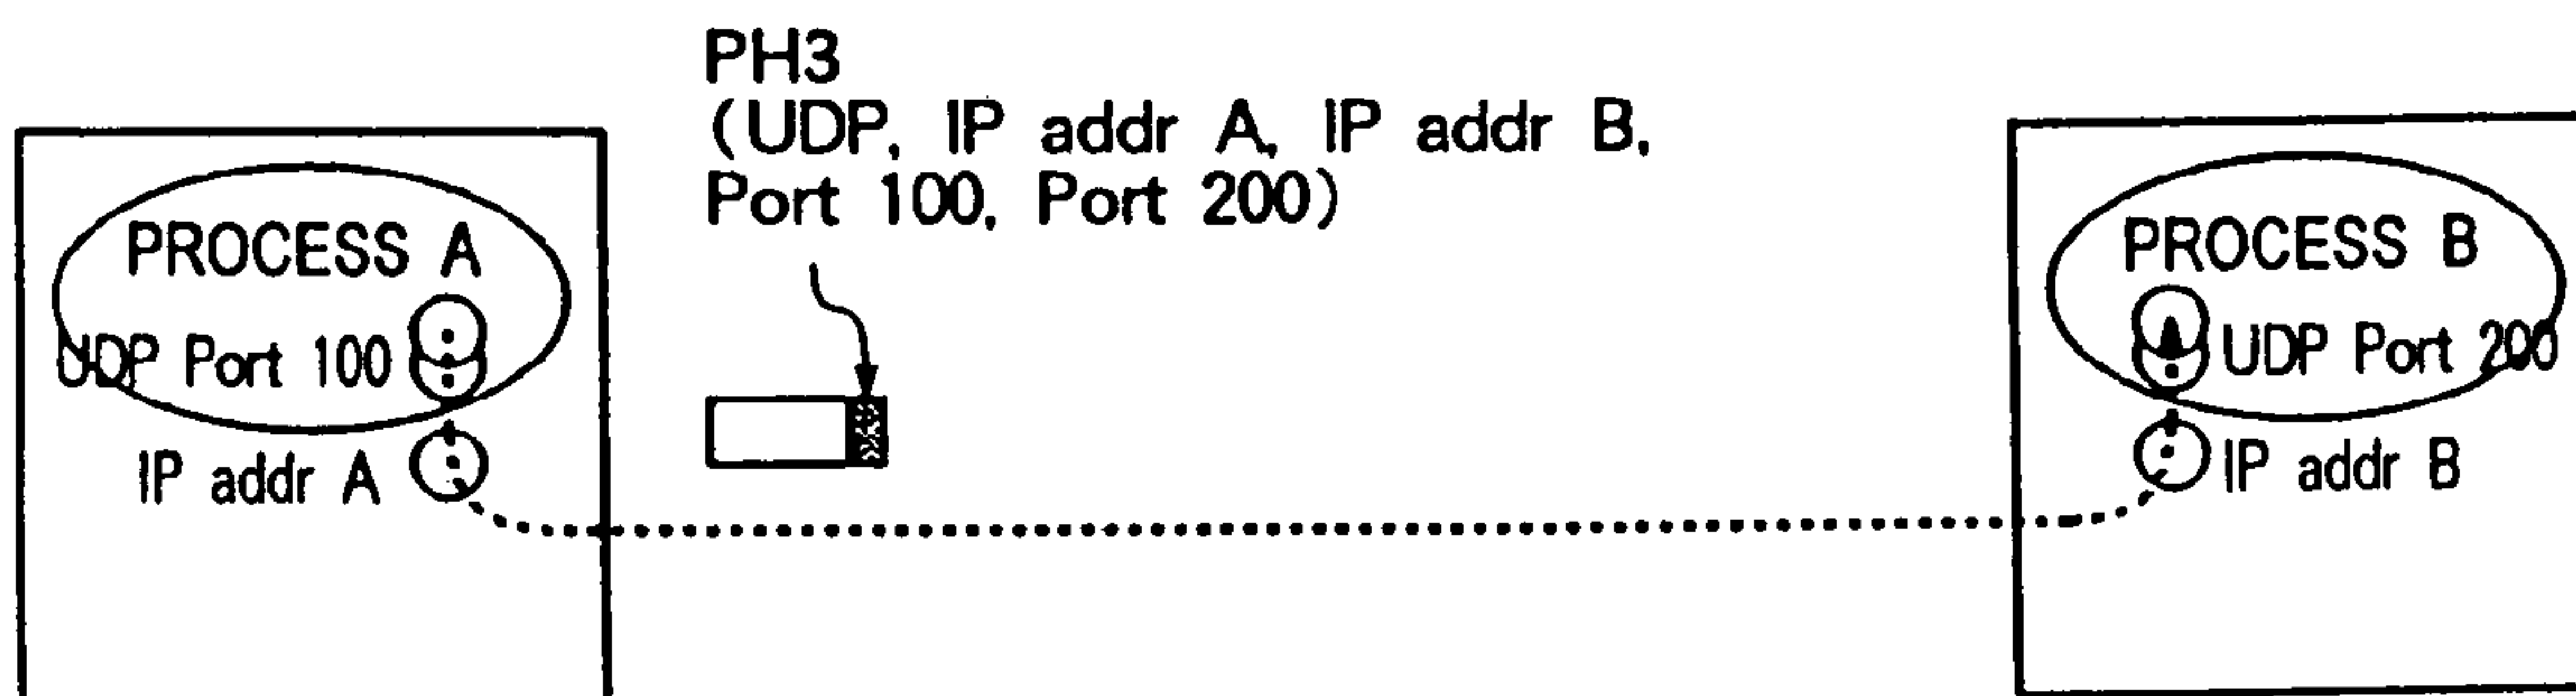 PH3
(UDP, IP addr A, IP addr B,
Port 100, Port 200)
PROCESS A
UDP Port 100
IP addr A
PROCESS B
UDP Port 200
IP addr B